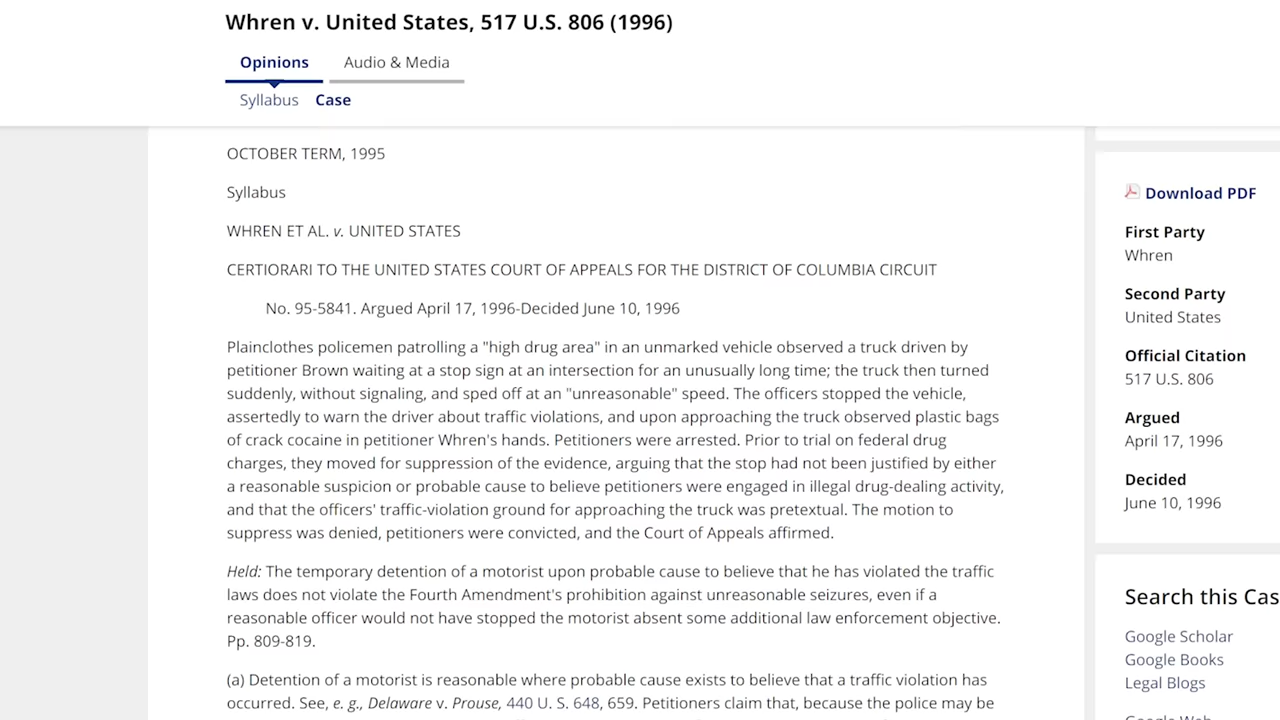 Whren v. United States, 517 U.S. 806 (1996)
Opinions
Audio & Media
Syllabus
Case
OCTOBER TERM, 1995
Syllabus
WHREN ET AL. v. UNITED STATES
CERTIORARI TO THE UNITED STATES COURT OF APPEALS FOR THE DISTRICT OF COLUMBIA CIRCUIT
No. 95-5841. Argued April 17, 1996-Decided June 10, 1996
Plainclothes policemen patrolling a "high drug area" in an unmarked vehicle observed a truck driven by
petitioner Brown waiting at a stop sign at an intersection for an unusually long time; the truck then turned
suddenly, without signaling, and sped off at an "unreasonable" speed. The officers stopped the vehicle,
assertedly to warn the driver about traffic violations, and upon approaching the truck observed plastic bags
of crack cocaine in petitioner Whren's hands. Petitioners were arrested. Prior to trial on federal drug
charges, they moved for suppression of the evidence, arguing that the stop had not been justified by either
a reasonable suspicion or probable cause to believe petitioners were engaged in illegal drug-dealing activity,
and that the officers' traffic-violation ground for approaching the truck was pretextual. The motion to
suppress was denied, petitioners were convicted, and the Court of Appeals affirmed.
Held: The temporary detention of a motorist upon probable cause to believe that he has violated the traffic
laws does not violate the Fourth Amendment's prohibition against unreasonable seizures, even if a
reasonable officer would not have stopped the motorist absent some additional law enforcement objective.
Pp. 809-819.
(a) Detention of a motorist is reasonable where probable cause exists to believe that a traffic violation has
occurred. See, e. g., Delaware v. Prouse, 440 U. S. 648, 659. Petitioners claim that, because the police may be
Download PDF
First Party
Whren
Second Party
United States
Official Citation
517 U.S. 806
Argued
April 17, 1996
Decided
June 10, 1996
Search this Cas
Google Scholar
Google Books
Legal Blogs
Google Web